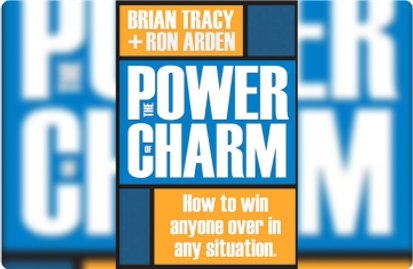 BRIAN TRACY
+ RON ARDEN
THE POWER
OF CHARM
How to win
anyone over in
any situation.